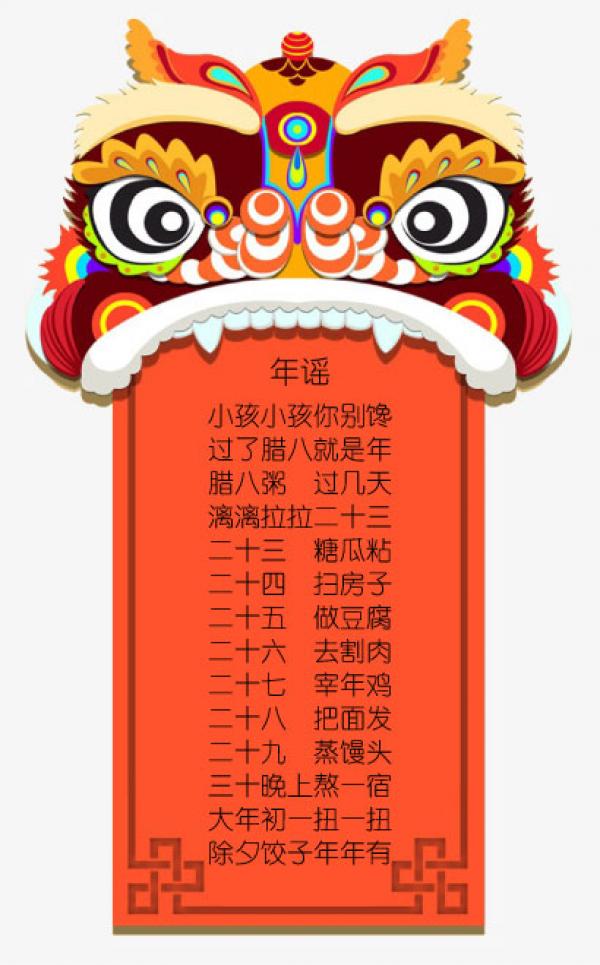 年谣
小孩小孩你别馋
过了腊八就是年
腊八粥 过几天
漓漓拉拉二十三
二十三 糖瓜粘
二十四 扫房子
二十五 做豆腐
二十六 去割肉
二十七 宰年鸡
二十八 把面发
二十九 蒸馒头
三十晚上熬一宿
大年初一扭一扭
除夕饺子年年有